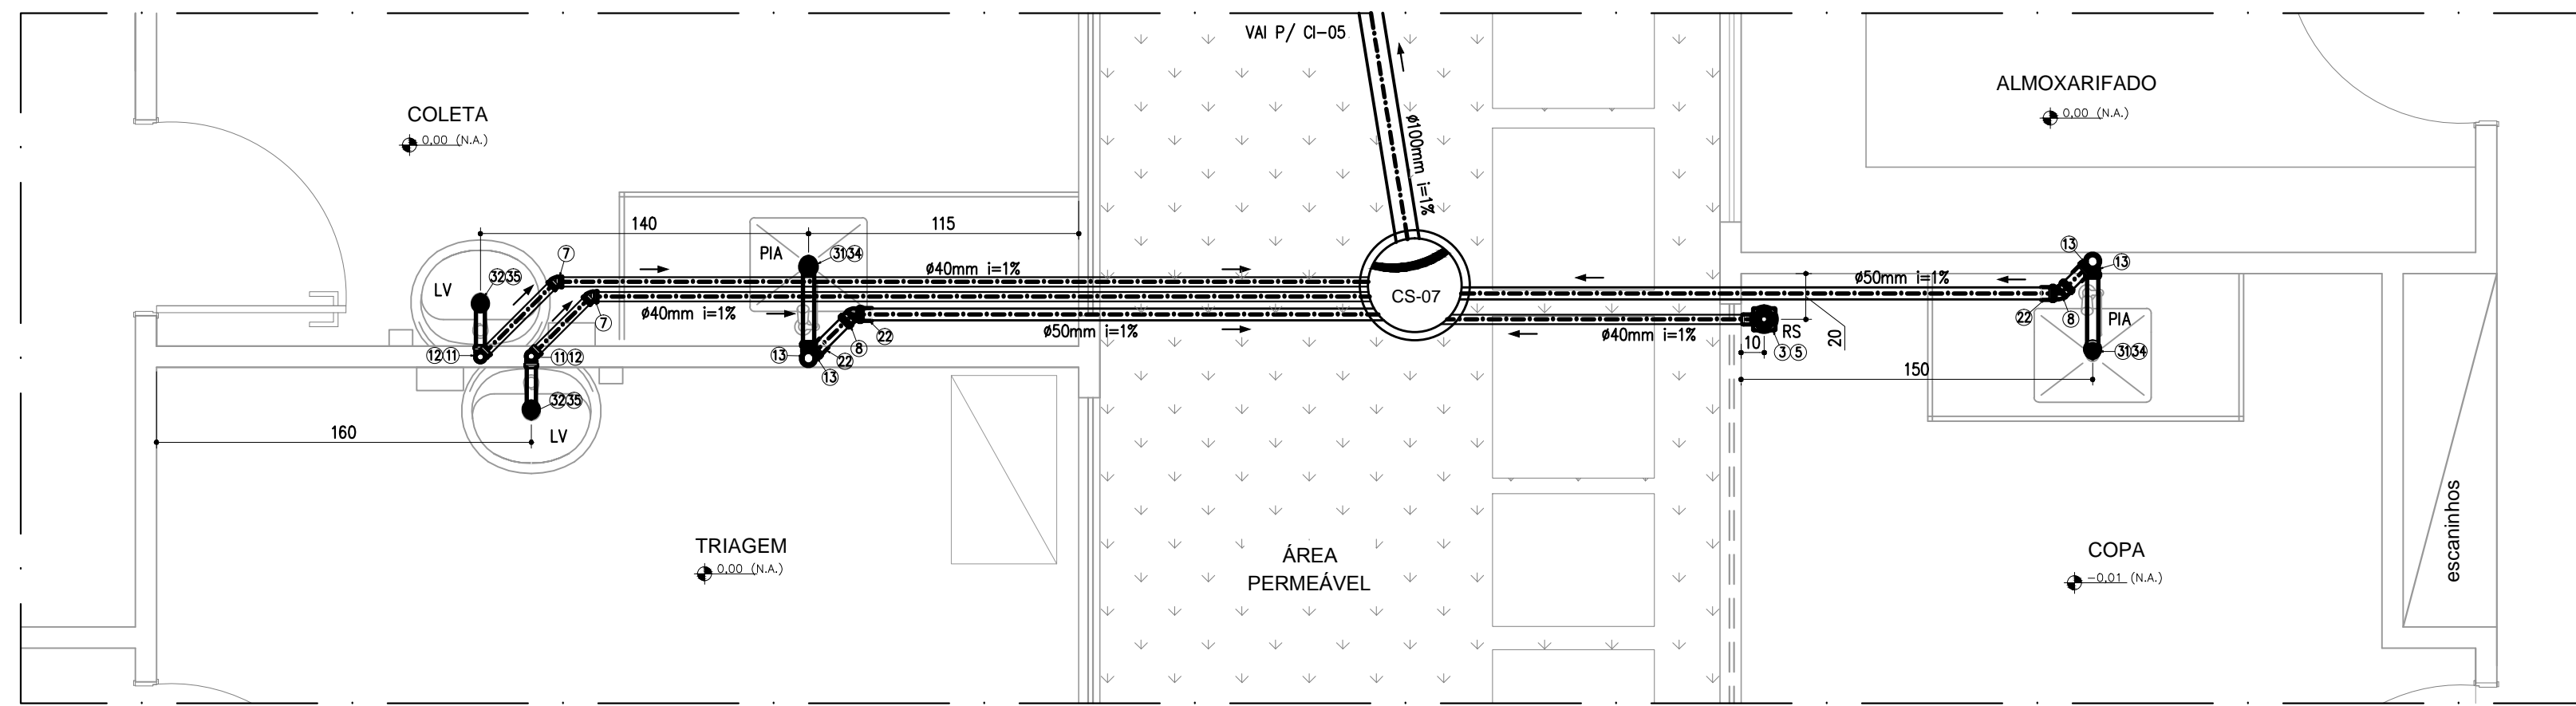 VAI P/ CI-05
ALMOXARIFADO
0.00 (N.A.)
COLETA
0.00 (N.A.)
ø100mm i=1%
140
115
PIA
31 34
7
32 35
LV
ø40mm i=1%
ø40mm i=1%
7
12 11
11 12
13
22
8
22
13
ø50mm i=1%
CS-07
32 35
LV
160
13
13
ø50mm i=1%
22
8
PIA
31 34
ø40mm i=1%
RS
3 5
10
20
150
TRIAGEM
0.00 (N.A.)
ÁREA
PERMEÁVEL
COPA
-0.01 (N.A.)
escaninhos